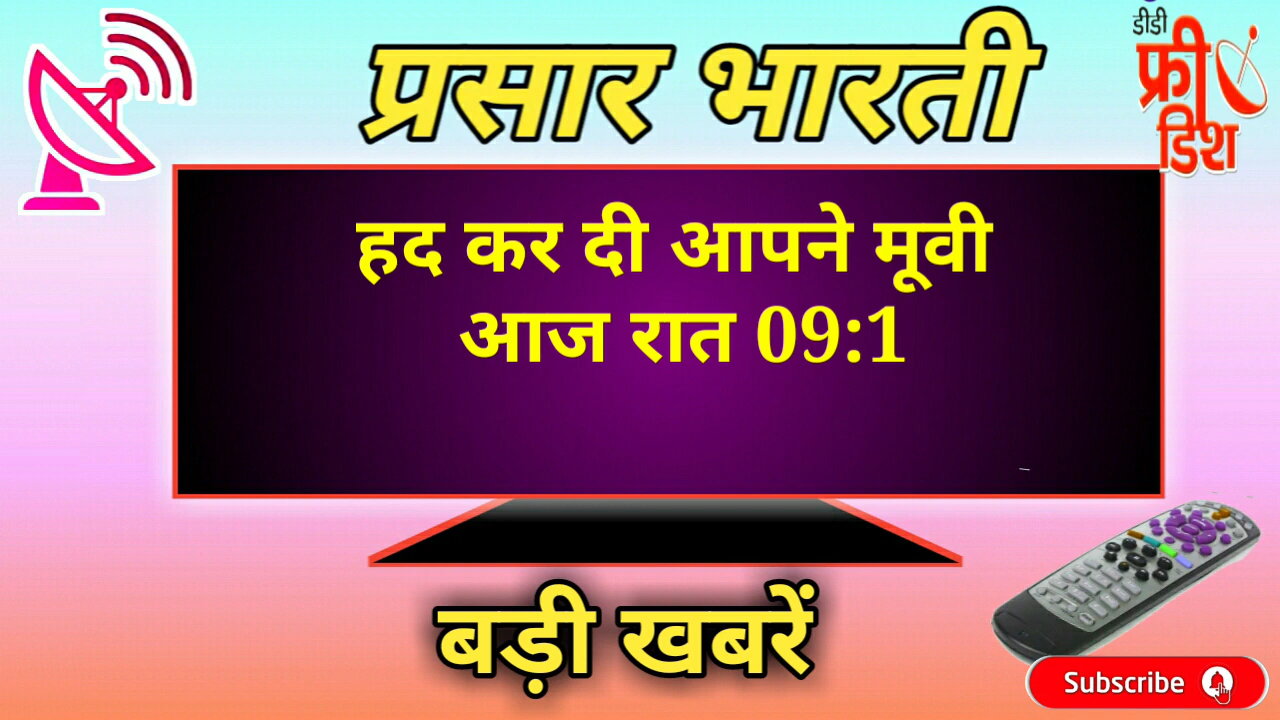 प्रसार भारती
डीडी
फ्री
डिश
हद कर दी आपने मूवी
आज रात 09:1
बड़ी खबरें
Subscribe